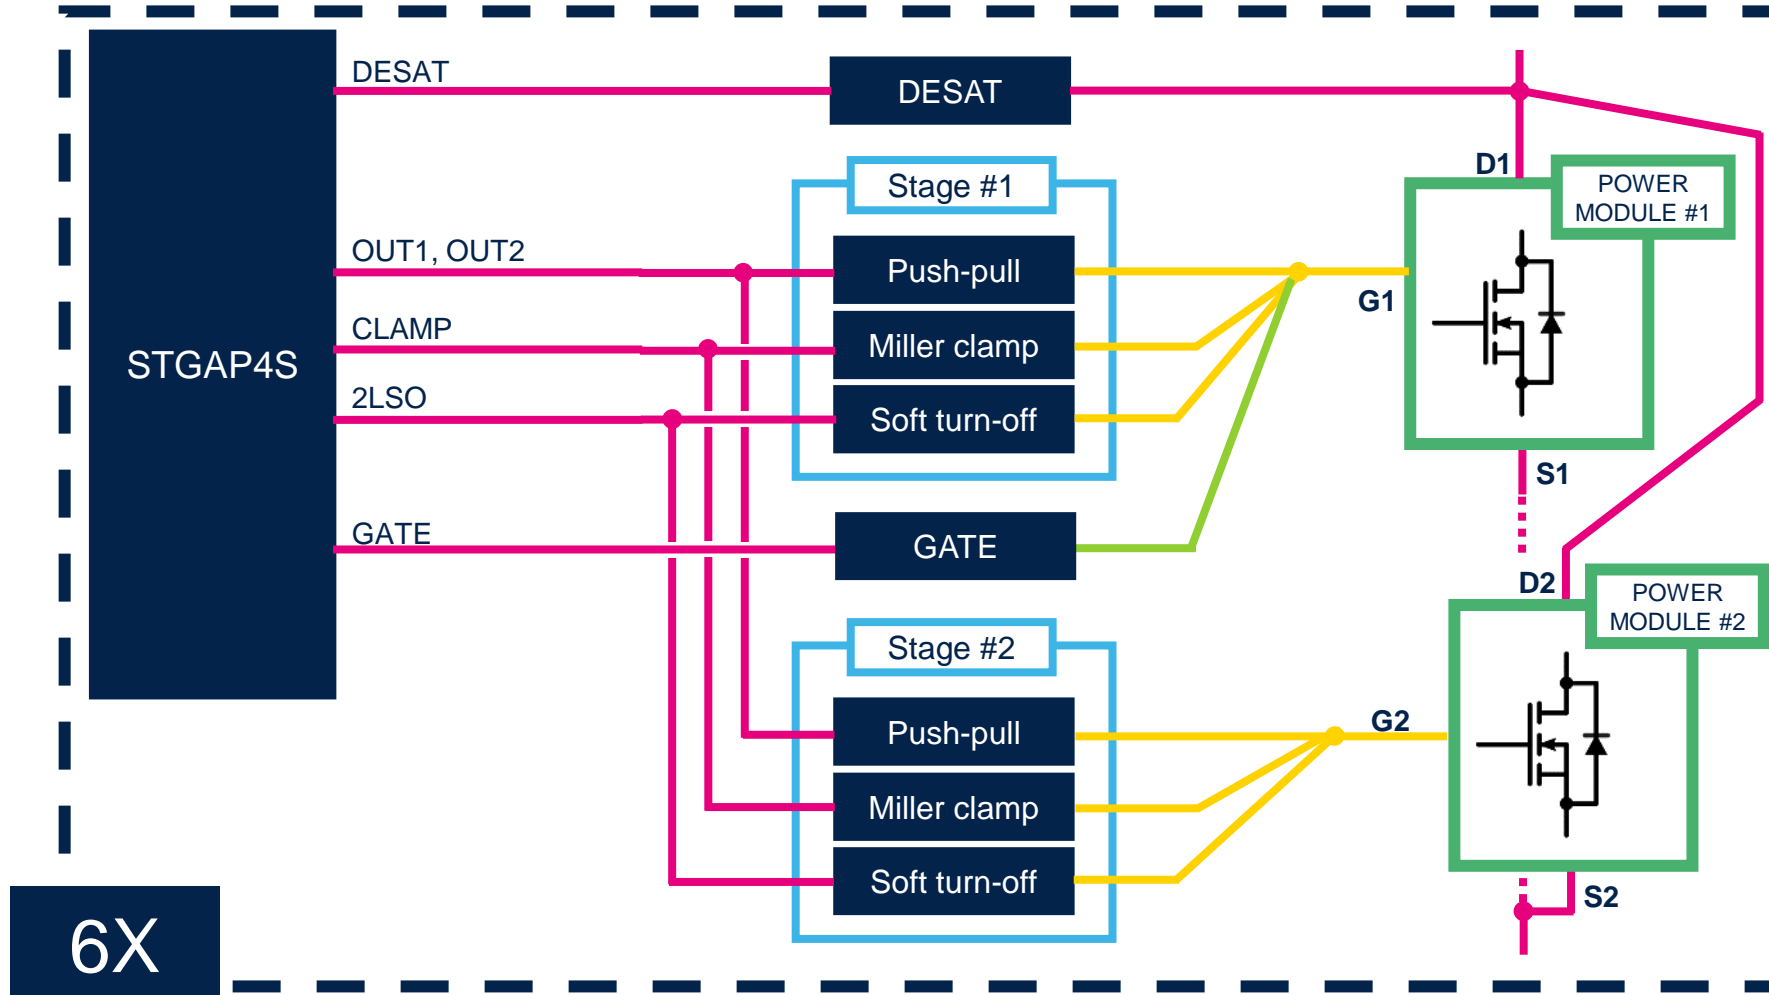 STGAP4S
DESAT
DESAT
OUT1, OUT2
CLAMP
2LSO
GATE
Stage #1
Push-pull
Miller clamp
Soft turn-off
GATE
Stage #2
Push-pull
Miller clamp
Soft turn-off
D1
POWER
MODULE #1
G1
S1
D2
POWER
MODULE #2
G2
S2
6X